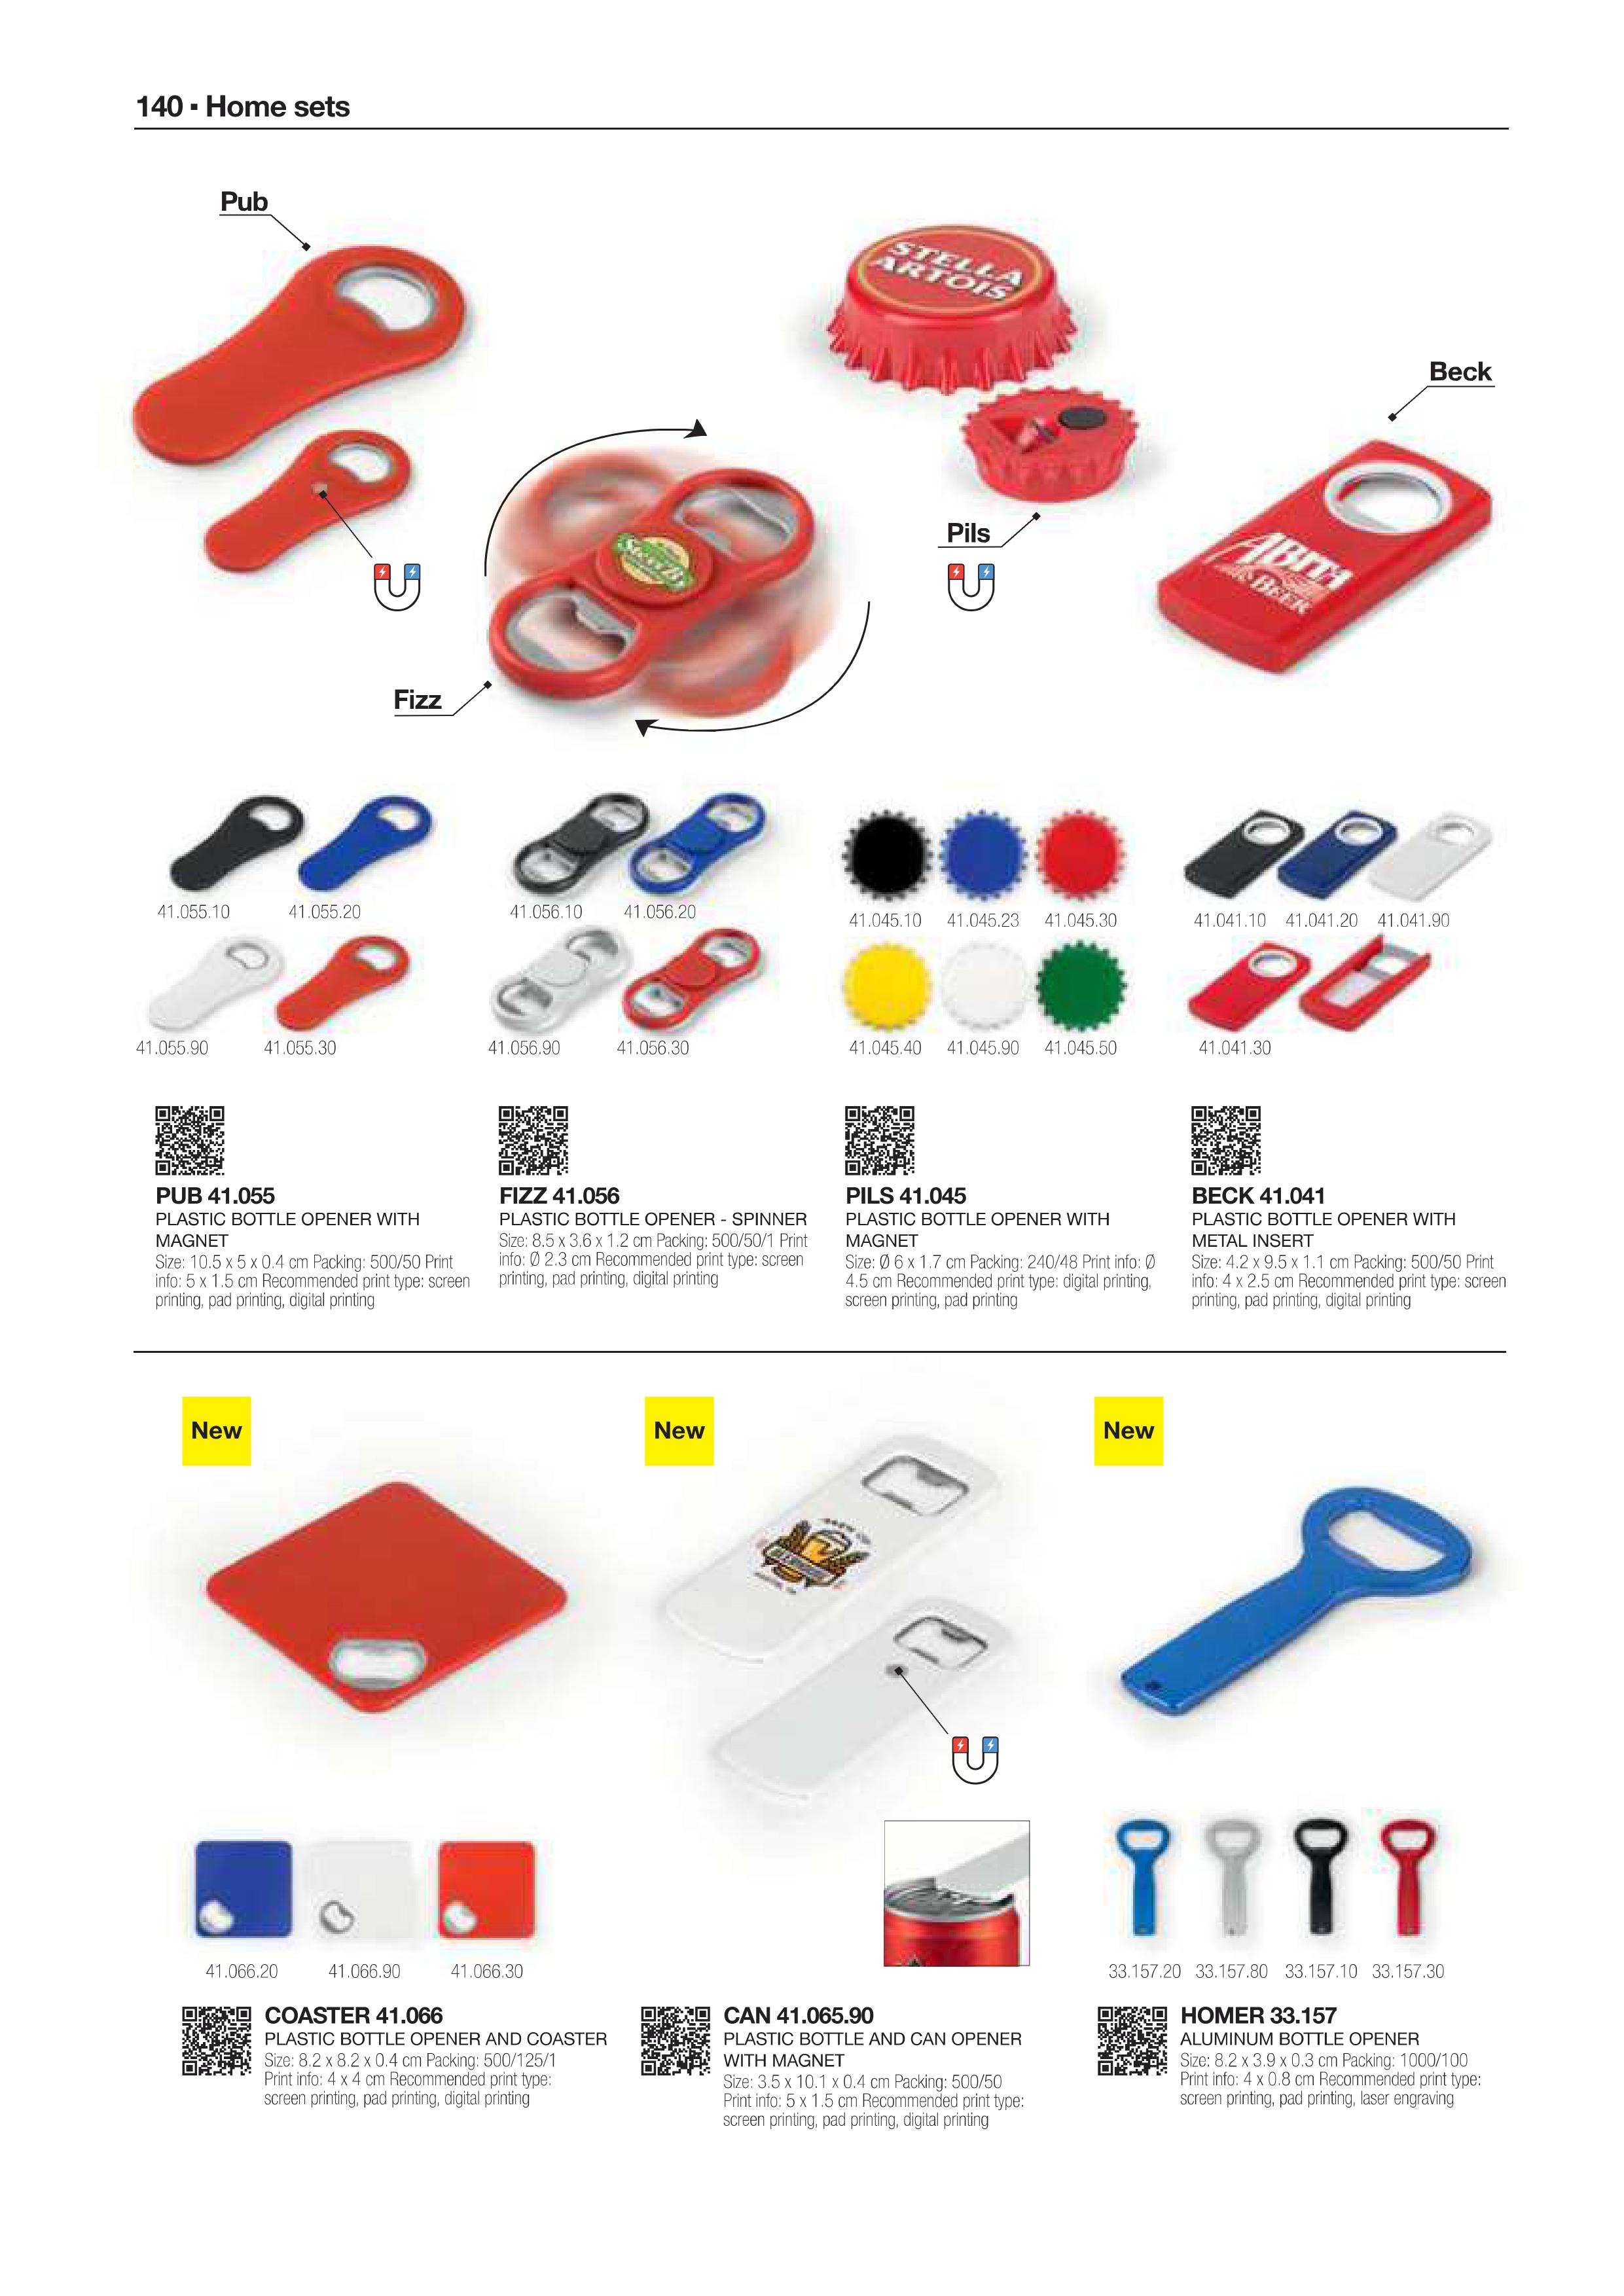 140 ▪ Home sets
Pub
STELLA
ARTOIS
Beck
Pils
ABITA
BEER
Fizz
41.055.10 41.055.20
41.056.10 41.056.20
41.045.10 41.045.23 41.045.30
41.041.10 41.041.20 41.041.90
41.055.90 41.055.30
41.056.90 41.056.30
41.045.40 41.045.90 41.045.50
41.041.30
PUB 41.055
PLASTIC BOTTLE OPENER WITH
MAGNET
Size: 10.5 x 5 x 0.4 cm Packing: 500/50 Print
info: 5 x 1.5 cm Recommended print type: screen
printing, pad printing, digital printing
FIZZ 41.056
PLASTIC BOTTLE OPENER - SPINNER
Size: 8.5 x 3.6 x 1.2 cm Packing: 500/50/1 Print
info: Ø 2.3 cm Recommended print type: screen
printing, pad printing, digital printing
PILS 41.045
PLASTIC BOTTLE OPENER WITH
MAGNET
Size: Ø 6 x 1.7 cm Packing: 240/48 Print info: Ø
4.5 cm Recommended print type: digital printing,
screen printing, pad printing
BECK 41.041
PLASTIC BOTTLE OPENER WITH
METAL INSERT
Size: 4.2 x 9.5 x 1.1 cm Packing: 500/50 Print
info: 4 x 2.5 cm Recommended print type: screen
printing, pad printing, digital printing
New
New
New
41.066.20 41.066.90 41.066.30
33.157.20 33.157.80 33.157.10 33.157.30
COASTER 41.066
PLASTIC BOTTLE OPENER AND COASTER
Size: 8.2 x 8.2 x 0.4 cm Packing: 500/125/1
Print info: 4 x 4 cm Recommended print type:
screen printing, pad printing, digital printing
CAN 41.065.90
PLASTIC BOTTLE AND CAN OPENER
WITH MAGNET
Size: 3.5 x 10.1 x 0.4 cm Packing: 500/50
Print info: 5 x 1.5 cm Recommended print type:
screen printing, pad printing, digital printing
HOMER 33.157
ALUMINUM BOTTLE OPENER
Size: 8.2 x 3.9 x 0.3 cm Packing: 1000/100
Print info: 4 x 0.8 cm Recommended print type:
screen printing, pad printing, laser engraving